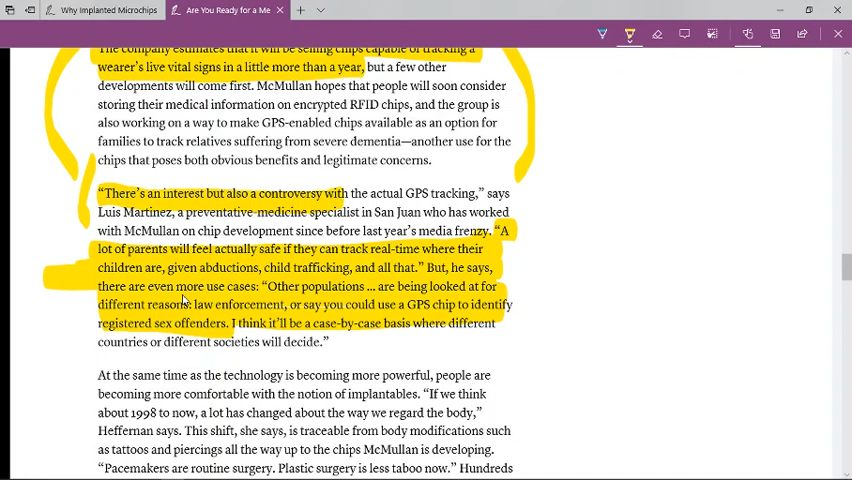 Why Implanted Microchips
Are You Ready for a Me
The company estimates that it will be selling chips capable of tracking a
wearer's live vital signs in a little more than a year, but a few other
developments will come first. McMullan hopes that people will soon consider
storing their medical information on encrypted RFID chips, and the group is
also working on a way to make GPS-enabled chips available as an option for
families to track relatives suffering from severe dementia—another use for the
chips that poses both obvious benefits and legitimate concerns.
“There's an interest but also a controversy with the actual GPS tracking,” says
Luis Martinez, a preventative-medicine specialist in San Juan who has worked
with McMullan on chip development since before last year's media frenzy. “A
lot of parents will feel actually safe if they can track real-time where their
children are, given abductions, child trafficking, and all that.” But, he says,
there are even more use cases: “Other populations ... are being looked at for
different reasons: law enforcement, or say you could use a GPS chip to identify
registered sex offenders. I think it'll be a case-by-case basis where different
countries or different societies will decide.”
At the same time as the technology is becoming more powerful, people are
becoming more comfortable with the notion of implantables. “If we think
about 1998 to now, a lot has changed about the way we regard the body,”
Heffernan says. This shift, she says, is traceable from body modifications such
as tattoos and piercings all the way up to the chips McMullan is developing.
“Pacemakers are routine surgery. Plastic surgery is less taboo now.” Hundreds